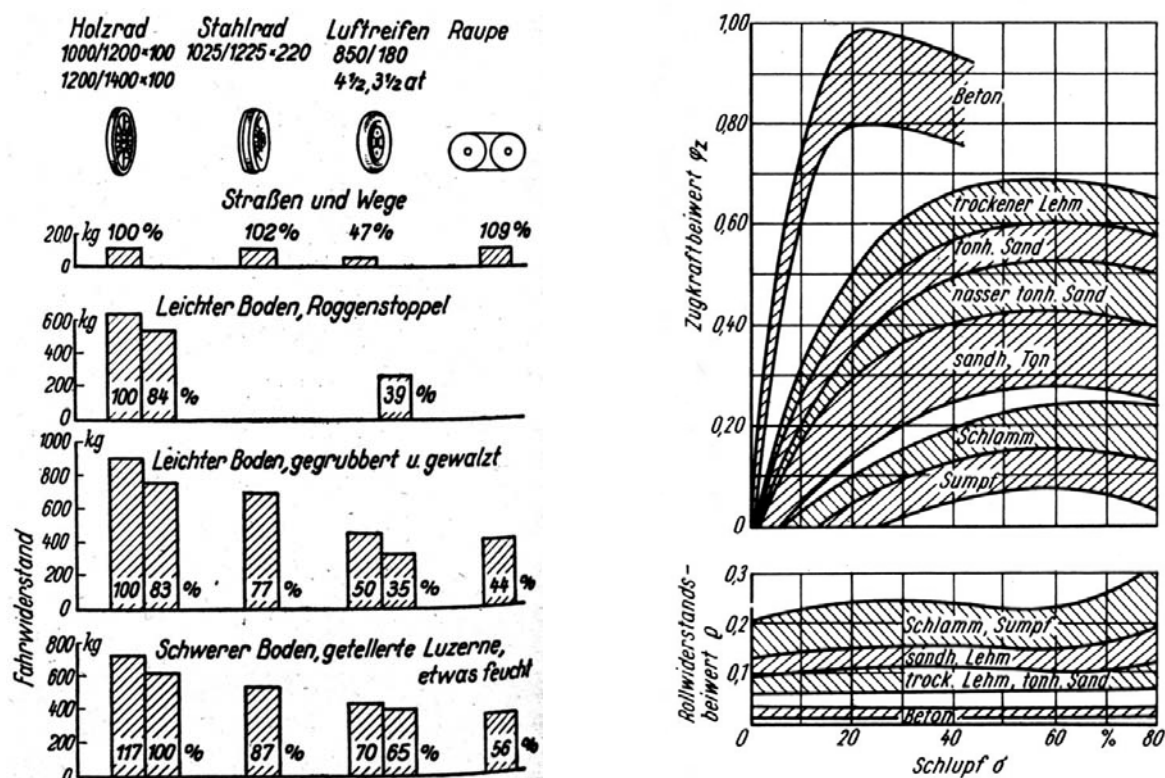 Holzrad Stahlrad Luftreifen Raupe
1000/1200×100 1025/1225×220 850/180
1200/1400×100 4½, 3½ at
Straßen und Wege
200 kg 100% 102% 47% 109%
0
Leichter Boden, Roggenstoppel
600 kg
400
200
100 84 % 39 %
0
1000 kg
Leichter Boden, gegrubbert u. gewalzt
800
600
400
200
100 83 % 77 % 50 35 % 44 %
0
Fahrwiderstand
800 kg
Schwerer Boden, getellerte Luzerne,
etwas feucht
600
400
200
117 100 % 87 % 70 65 % 56 %
0
1,00
Beton
0,80
Zugkraftbeiwert φz
trockener Lehm
0,60
tonh. Sand
nasser tonh. Sand
0,40
sandh. Ton
0,20
Schlamm
Sumpf
0
0,3
Rollwiderstands-
beiwert ϱ
0,2
Schlamm, Sumpf
sandh. Lehm
0,1
trock. Lehm, tonh. Sand
Beton
0 20 40 60 % 80
Schlupf σ